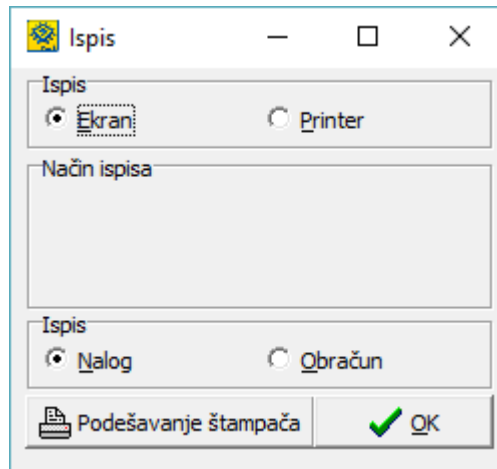 Ispis
Ispis
Ekran Printer
Način ispisa
Ispis
Nalog Obračun
Podešavanje štampača OK